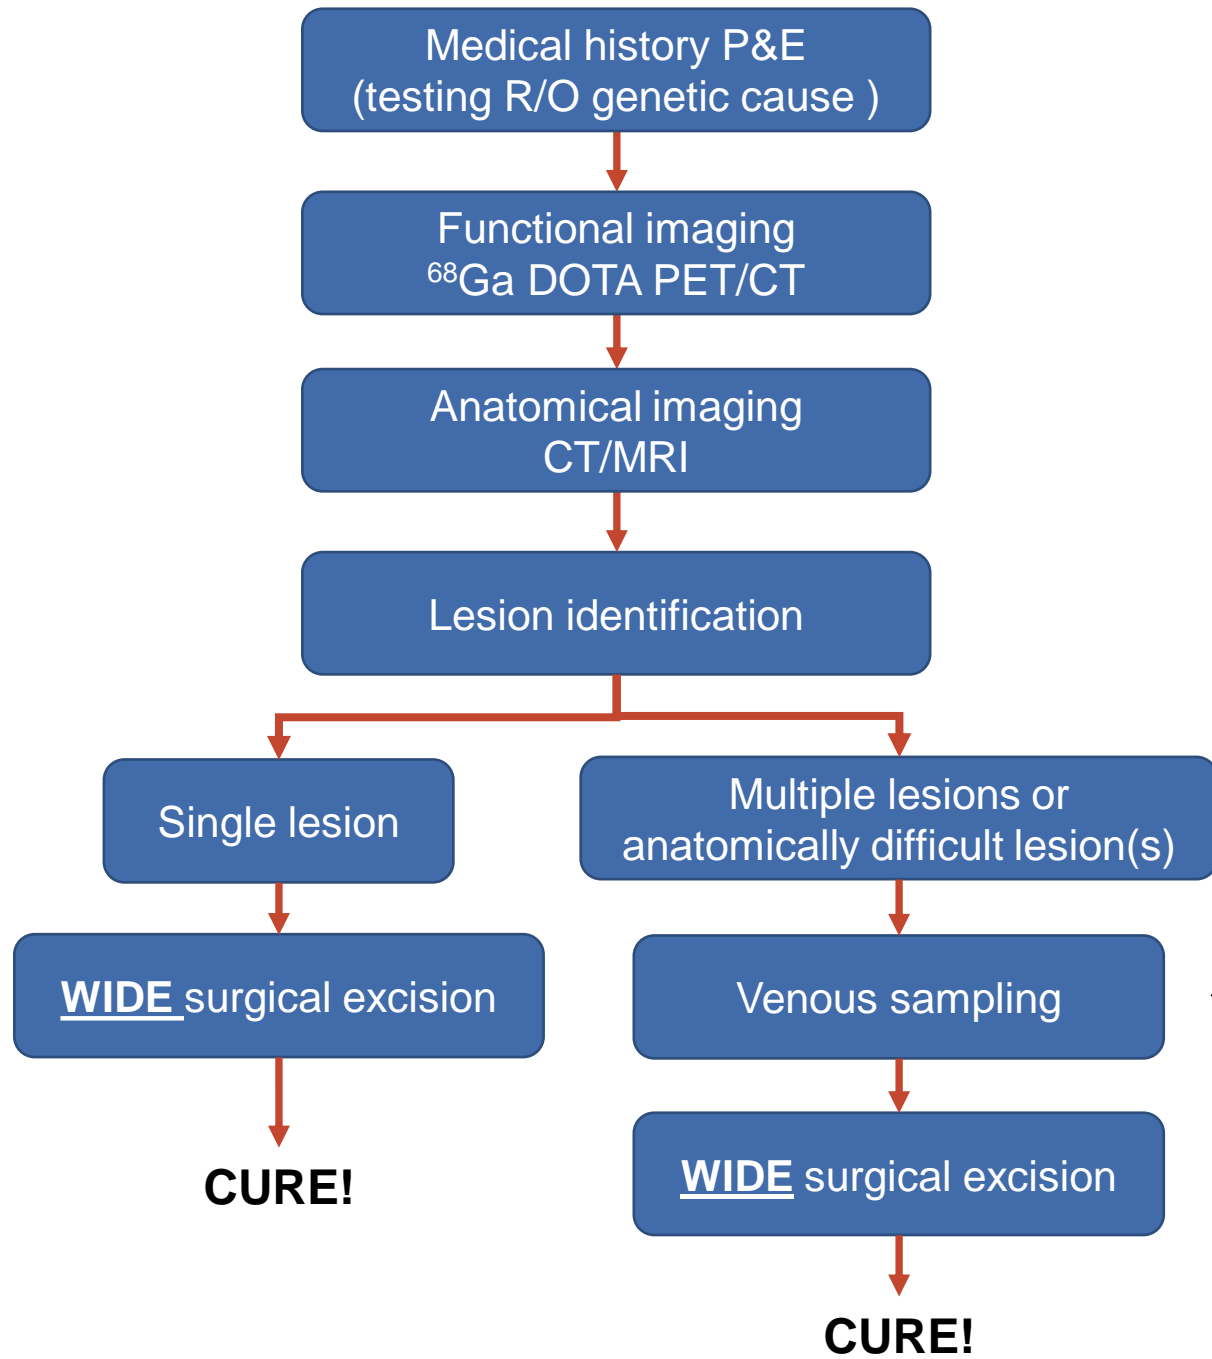 Medical history P&E
(testing R/O genetic cause )
Functional imaging
⁶⁸Ga DOTA PET/CT
Anatomical imaging
CT/MRI
Lesion identification
Single lesion
Multiple lesions or
anatomically difficult lesion(s)
WIDE surgical excision
Venous sampling
CURE!
WIDE surgical excision
CURE!